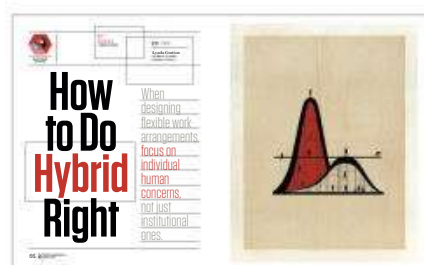 How
to Do
Hybrid
Right
When
designing
flexible work
arrangements,
focus on
individual
human
concerns,
not just
institutional
ones.